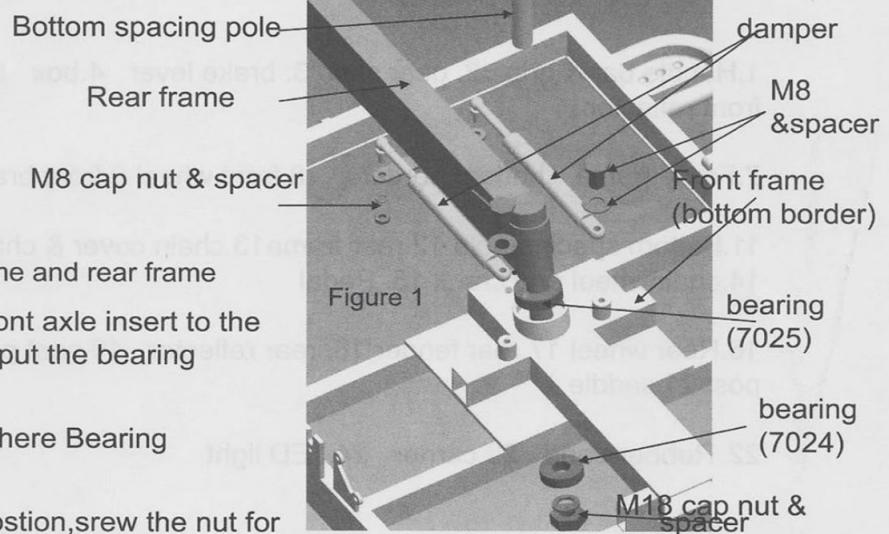 Bottom spacing pole
damper
Rear frame
M8
&spacer
M8 cap nut & spacer
Front frame
(bottom border)
ne and rear frame
Figure 1
ont axle insert to the
put the bearing
bearing
(7025)
here Bearing
bearing
(7024)
ostion,srew the nut for
M18 cap nut &
spacer